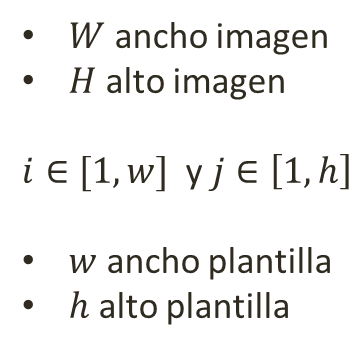 • W ancho imagen
• H alto imagen
i ∈ [1, w] y j ∈ [1, h]
• w ancho plantilla
• h alto plantilla